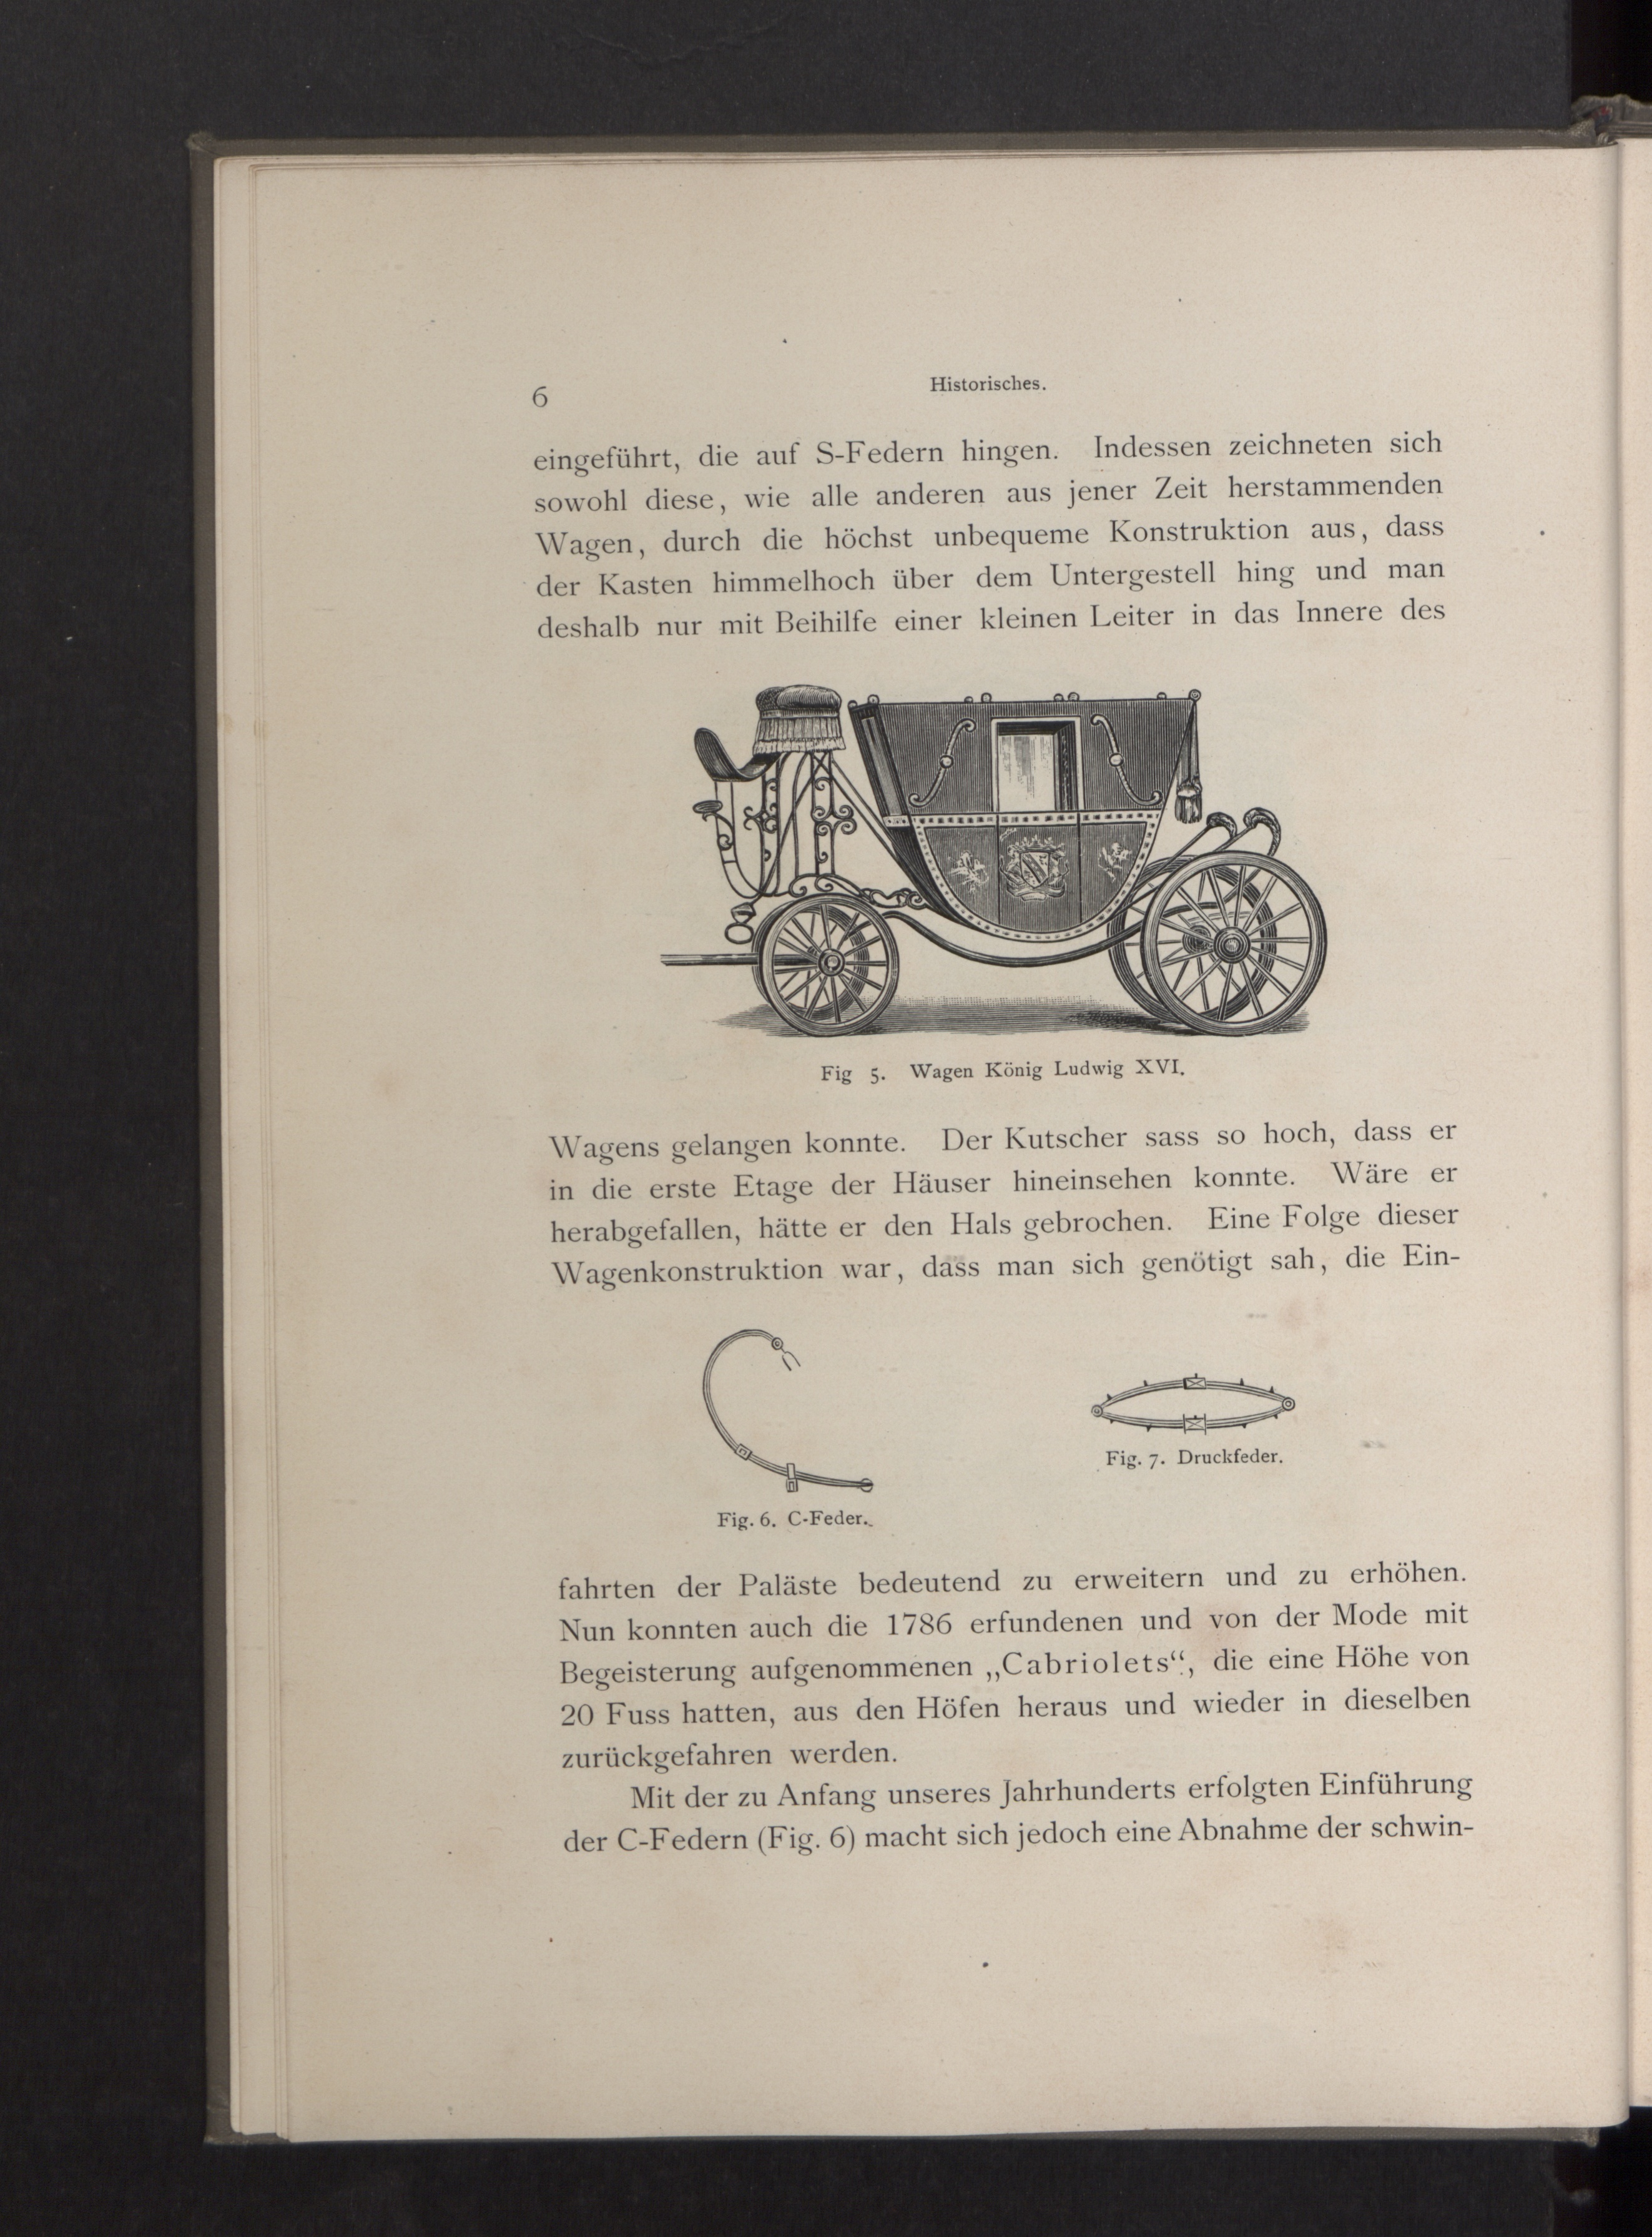 6
Historisches.
eingeführt, die auf S-Federn hingen. Indessen zeichneten sich
sowohl diese, wie alle anderen aus jener Zeit herstammenden
Wagen, durch die höchst unbequeme Konstruktion aus, dass
der Kasten himmelhoch über dem Untergestell hing und man
deshalb nur mit Beihilfe einer kleinen Leiter in das Innere des
Fig 5. Wagen König Ludwig XVI.
Wagens gelangen konnte. Der Kutscher sass so hoch, dass er
in die erste Etage der Häuser hineinsehen konnte. Wäre er
herabgefallen, hätte er den Hals gebrochen. Eine Folge dieser
Wagenkonstruktion war, dass man sich genötigt sah, die Ein-
Fig. 6. C-Feder.
Fig. 7. Druckfeder.
fahrten der Paläste bedeutend zu erweitern und zu erhöhen.
Nun konnten auch die 1786 erfundenen und von der Mode mit
Begeisterung aufgenommenen „Cabriolets“, die eine Höhe von
20 Fuss hatten, aus den Höfen heraus und wieder in dieselben
zurückgefahren werden.
Mit der zu Anfang unseres Jahrhunderts erfolgten Einführung
der C-Federn (Fig. 6) macht sich jedoch eine Abnahme der schwin-